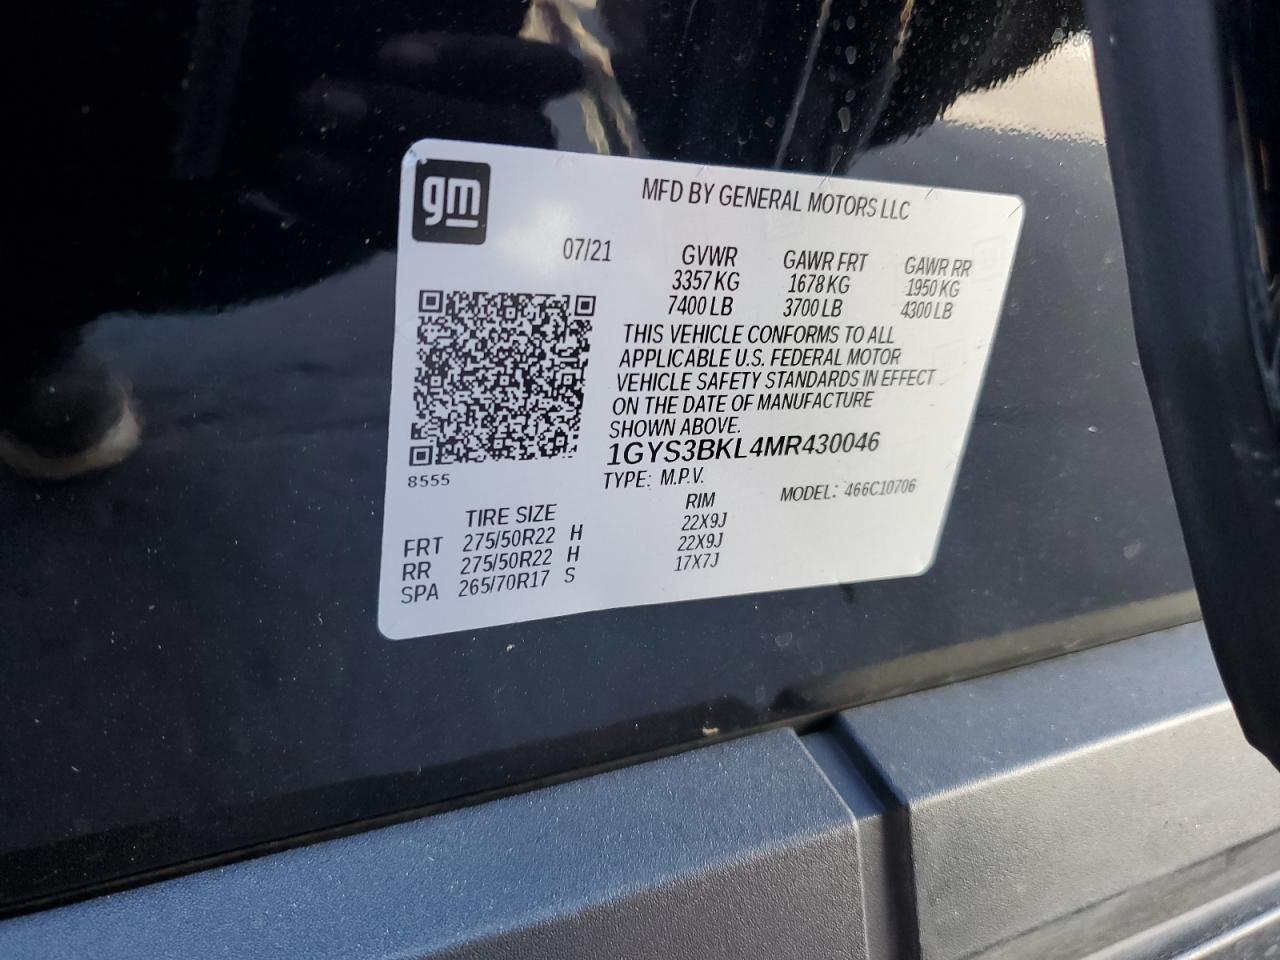 gm
MFD BY GENERAL MOTORS LLC
07/21
GVWR GAWR FRT GAWR RR
3357 KG 1678 KG 1950 KG
7400 LB 3700 LB 4300 LB
THIS VEHICLE CONFORMS TO ALL
APPLICABLE U.S. FEDERAL MOTOR
VEHICLE SAFETY STANDARDS IN EFFECT
ON THE DATE OF MANUFACTURE
SHOWN ABOVE.
1GYS3BKL4MR430046
8555
TYPE: M.P.V. MODEL: 466C10706
TIRE SIZE RIM
FRT 275/50R22 H 22X9J
RR 275/50R22 H 22X9J
SPA 265/70R17 S 17X7J